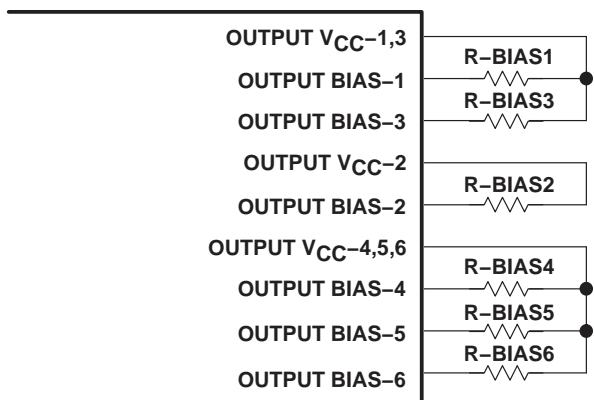 OUTPUT VCC−1,3
R−BIAS1
OUTPUT BIAS−1
R−BIAS3
OUTPUT BIAS−3
OUTPUT VCC−2
R−BIAS2
OUTPUT BIAS−2
OUTPUT VCC−4,5,6
R−BIAS4
OUTPUT BIAS−4
R−BIAS5
OUTPUT BIAS−5
R−BIAS6
OUTPUT BIAS−6